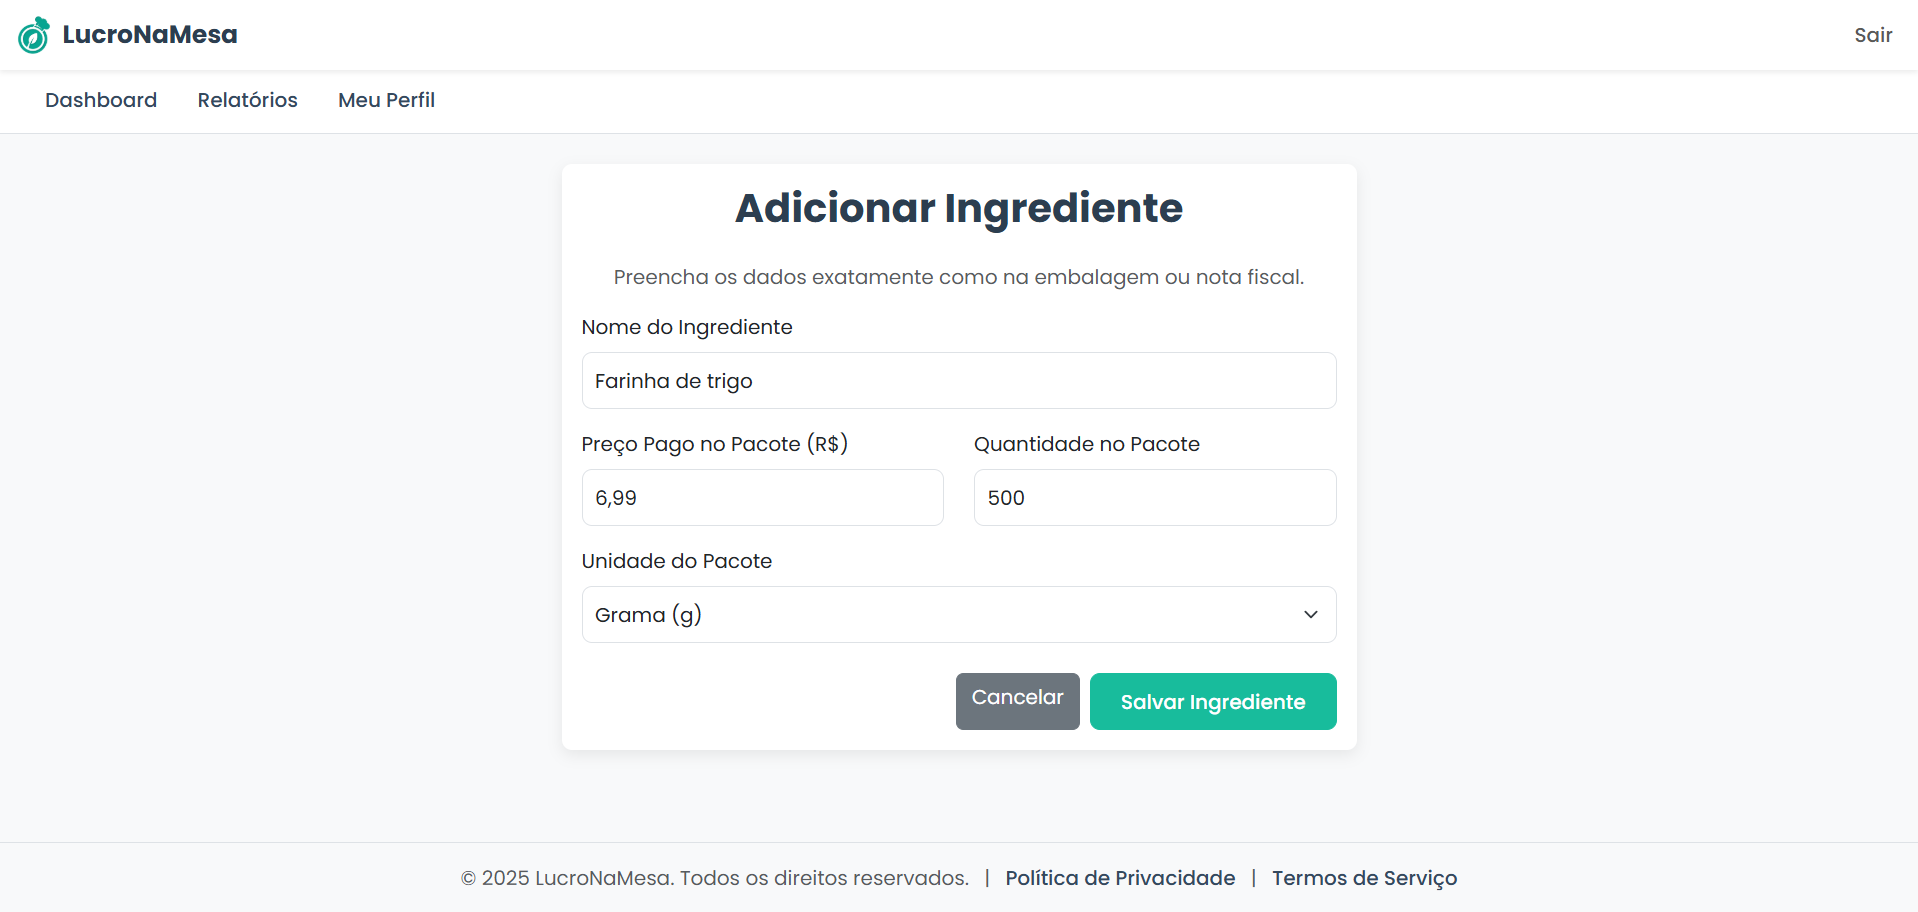 LucroNaMesa
Sair
Dashboard Relatórios Meu Perfil
Adicionar Ingrediente
Preencha os dados exatamente como na embalagem ou nota fiscal.
Nome do Ingrediente
Farinha de trigo
Preço Pago no Pacote (R$) Quantidade no Pacote
6,99 500
Unidade do Pacote
Grama (g)
Cancelar Salvar Ingrediente
© 2025 LucroNaMesa. Todos os direitos reservados. | Política de Privacidade | Termos de Serviço